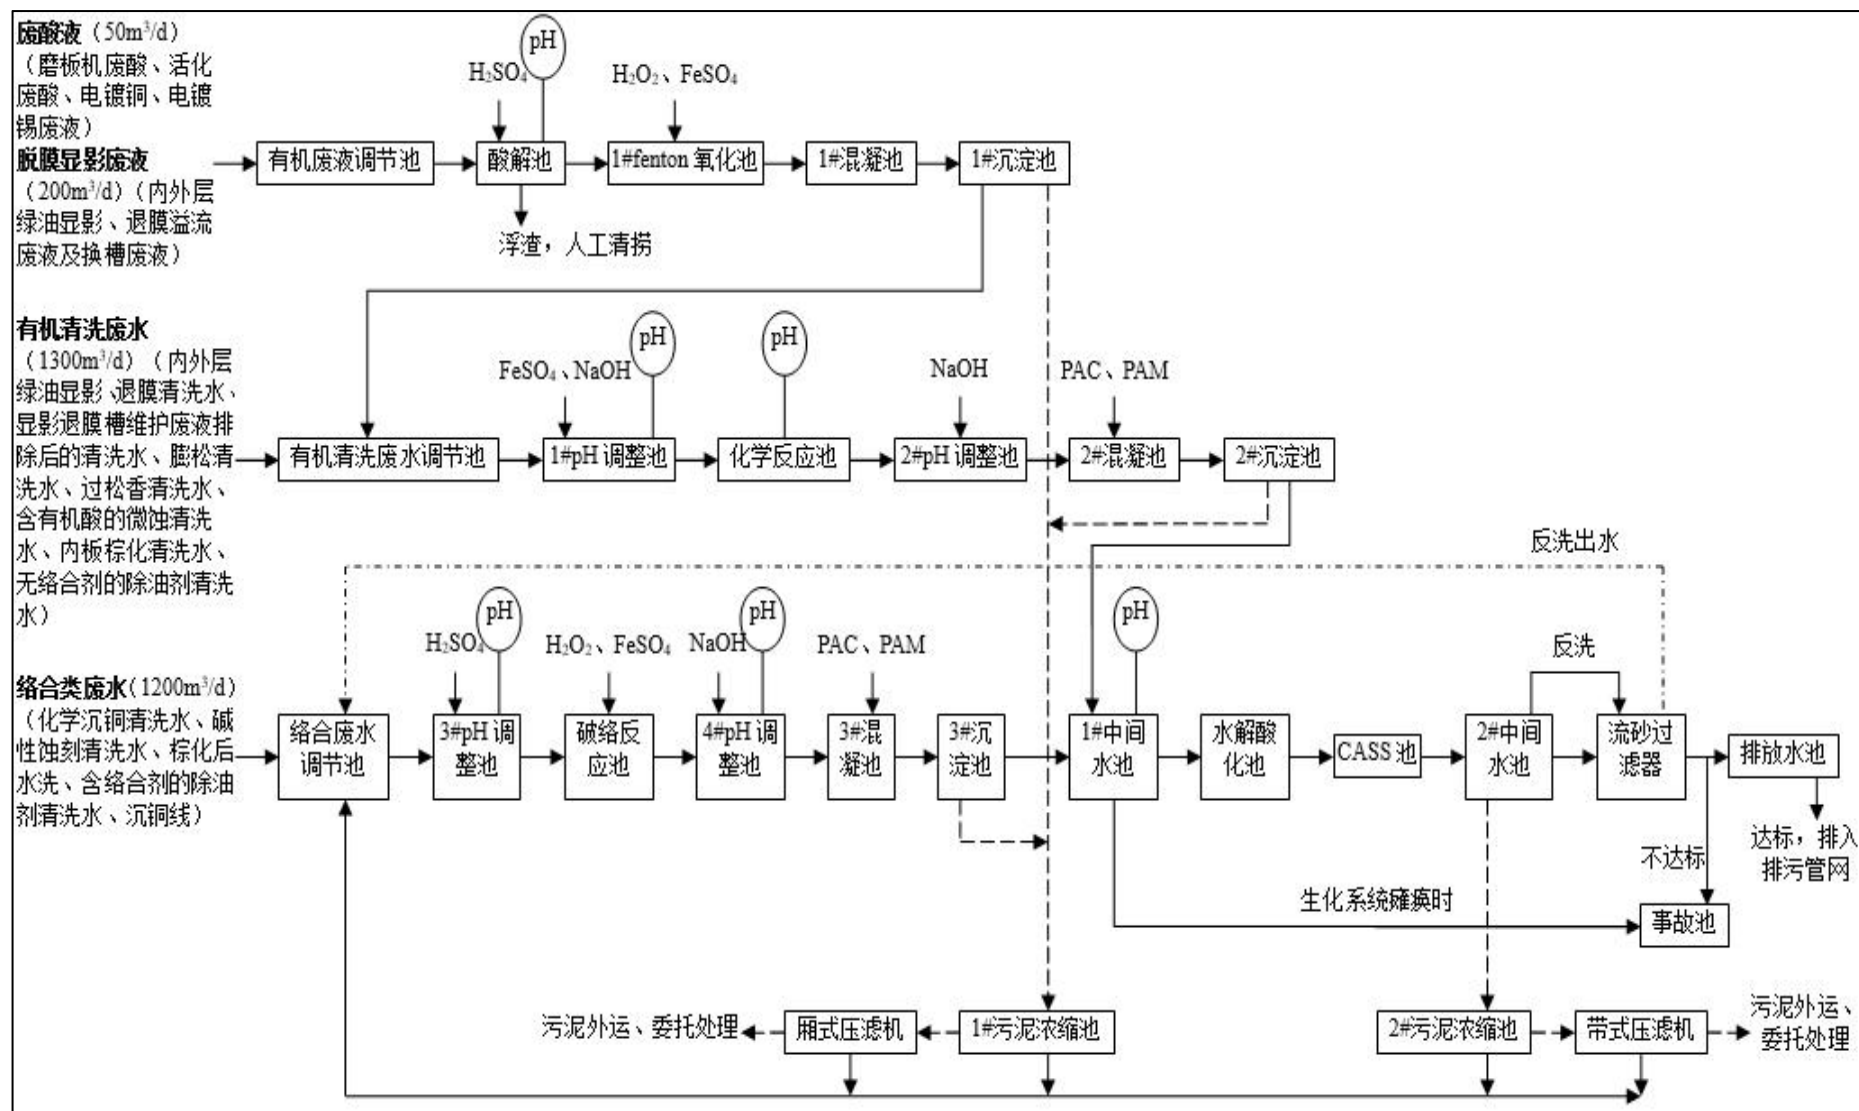 废酸液（50m³/d）
（磨板机废酸、活化
废酸、电镀铜、电镀
锡废液）
脱膜显影废液
（200m³/d）（内外层
绿油显影、退膜溢流
废液及换槽废液）
H₂SO₄
pH
H₂O₂、FeSO₄
有机废液调节池
酸解池
1#fenton 氧化池
1#混凝池
1#沉淀池
浮渣，人工清捞
有机清洗废水
（1300m³/d）（内外层
绿油显影、退膜清洗水、
显影退膜槽维护废液排
除后的清洗水、膨松清
洗水、过松香清洗水、
含有机酸的微蚀清洗
水、内板棕化清洗水、
无络合剂的除油剂清洗
水）
FeSO₄、NaOH
pH
pH
NaOH
PAC、PAM
有机清洗废水调节池
1#pH 调整池
化学反应池
2#pH 调整池
2#混凝池
2#沉淀池
反洗出水
络合类废水（1200m³/d）
（化学沉铜清洗水、碱
性蚀刻清洗水、棕化后
水洗、含络合剂的除油
剂清洗水、沉铜线）
H₂SO₄
pH
H₂O₂、FeSO₄
NaOH
pH
PAC、PAM
pH
反洗
络合废水
调节池
3#pH 调
整池
破络反
应池
4#pH 调
整池
3#混
凝池
3#沉
淀池
1#中间
水池
水解酸
化池
CASS 池
2#中间
水池
流砂过
滤器
排放水池
达标，排入
排污管网
不达标
生化系统瘫痪时
事故池
污泥外运、委托处理
厢式压滤机
1#污泥浓缩池
2#污泥浓缩池
带式压滤机
污泥外运、
委托处理